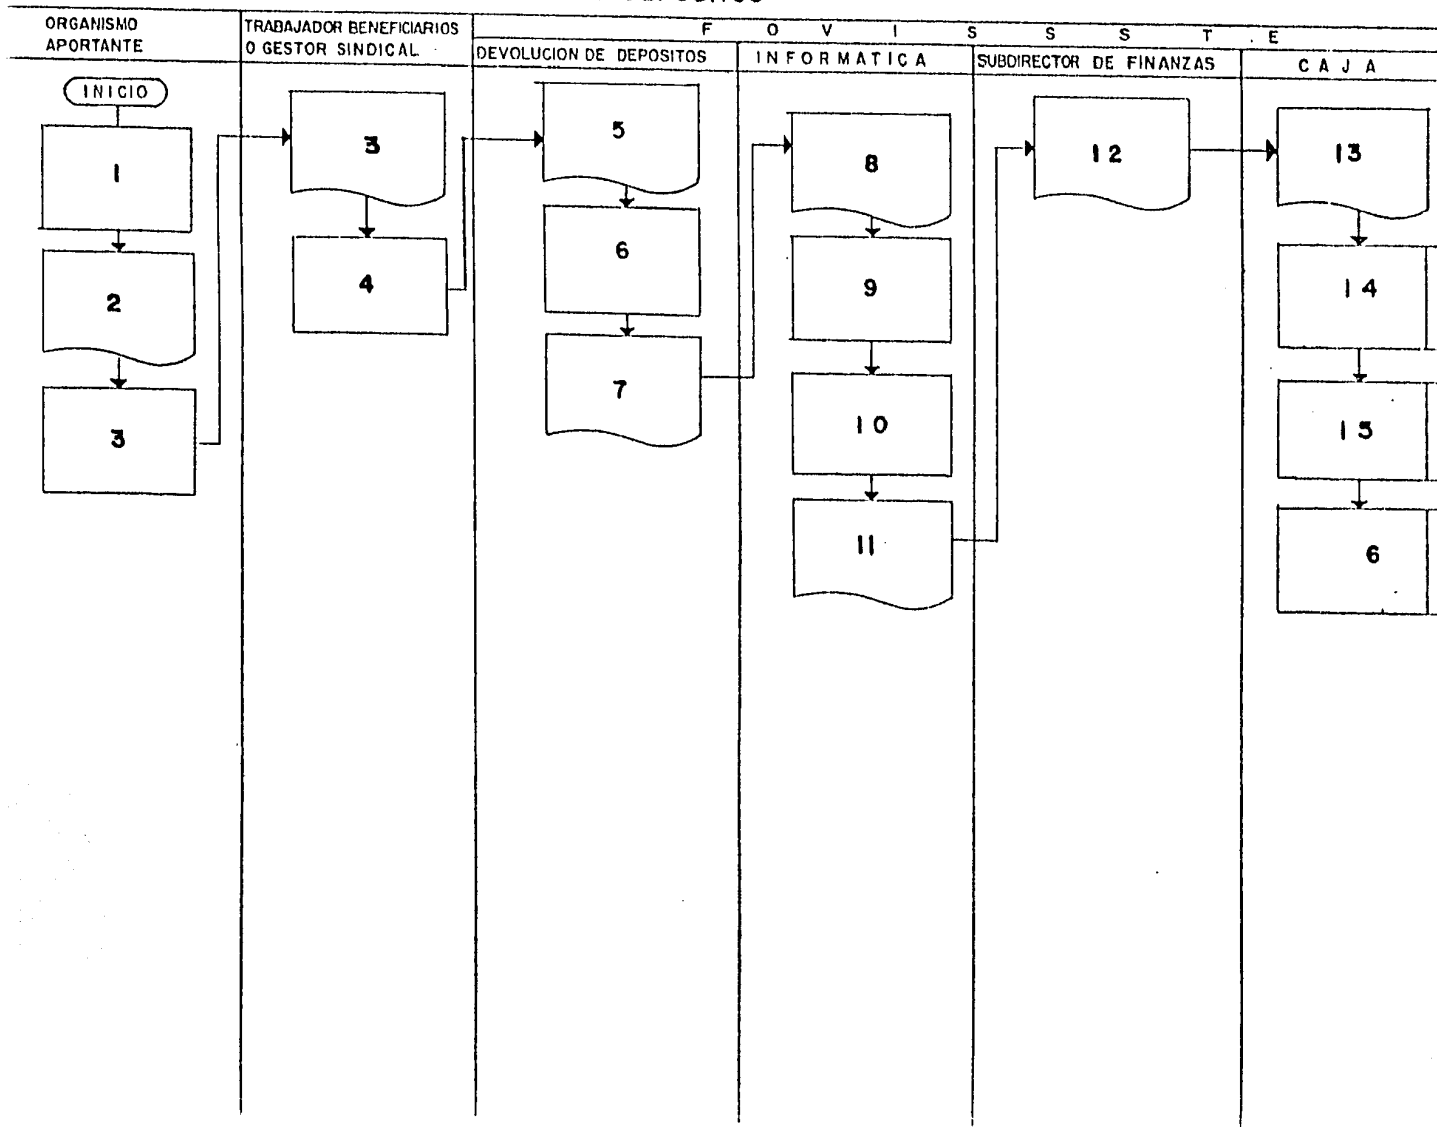 ORGANISMO
APORTANTE
TRABAJADOR BENEFICIARIOS
O GESTOR SINDICAL
F O V I S S S T E
DEVOLUCION DE DEPOSITOS
INFORMATICA
SUBDIRECTOR DE FINANZAS
CAJA
INICIO
1
2
3
3
4
5
6
7
8
9
10
11
12
13
14
15
6